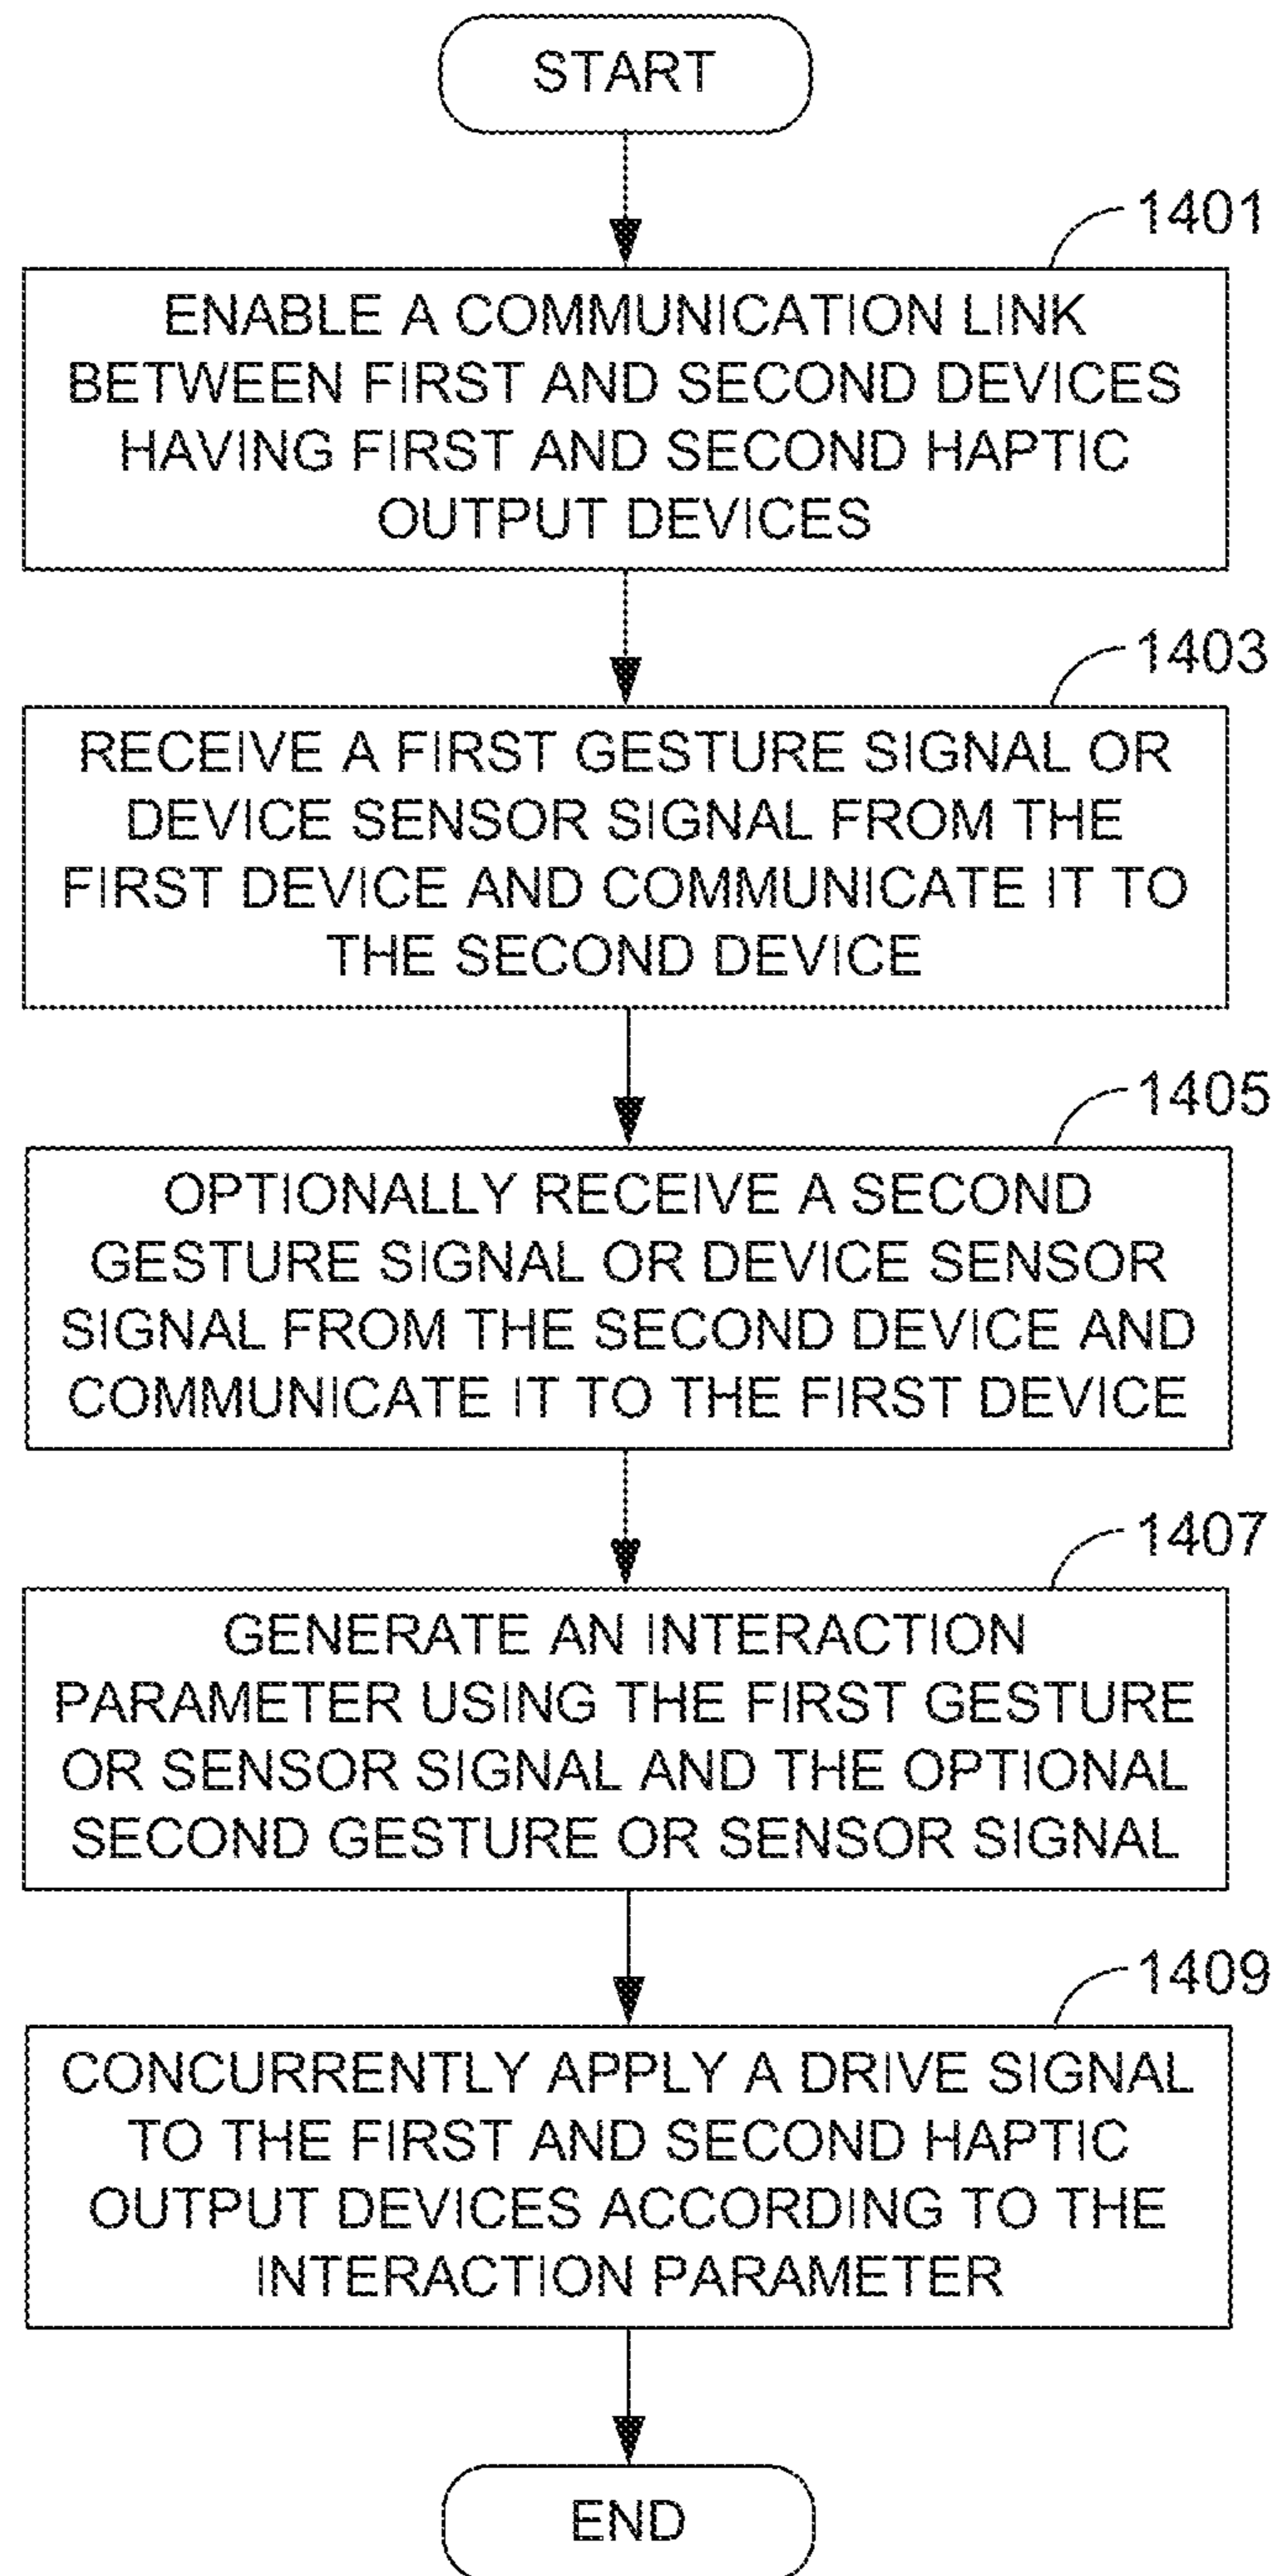 START
1401
ENABLE A COMMUNICATION LINK
BETWEEN FIRST AND SECOND DEVICES
HAVING FIRST AND SECOND HAPTIC
OUTPUT DEVICES
1403
RECEIVE A FIRST GESTURE SIGNAL OR
DEVICE SENSOR SIGNAL FROM THE
FIRST DEVICE AND COMMUNICATE IT TO
THE SECOND DEVICE
1405
OPTIONALLY RECEIVE A SECOND
GESTURE SIGNAL OR DEVICE SENSOR
SIGNAL FROM THE SECOND DEVICE AND
COMMUNICATE IT TO THE FIRST DEVICE
1407
GENERATE AN INTERACTION
PARAMETER USING THE FIRST GESTURE
OR SENSOR SIGNAL AND THE OPTIONAL
SECOND GESTURE OR SENSOR SIGNAL
1409
CONCURRENTLY APPLY A DRIVE SIGNAL
TO THE FIRST AND SECOND HAPTIC
OUTPUT DEVICES ACCORDING TO THE
INTERACTION PARAMETER
END